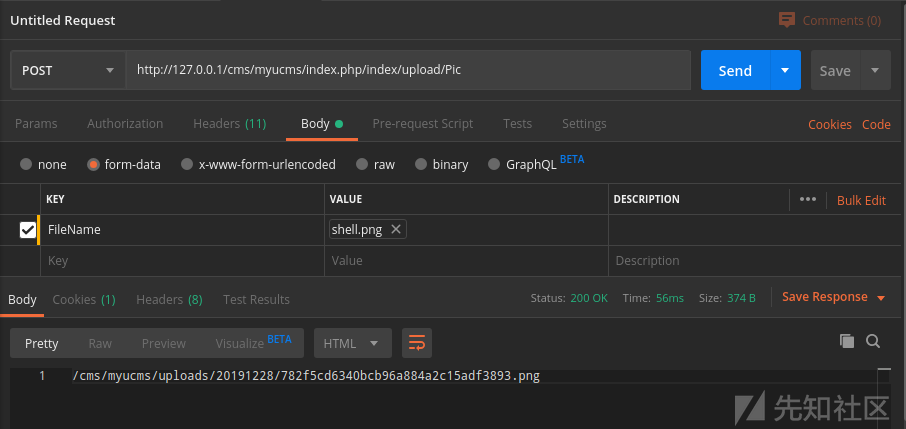 Untitled Request Comments (0)
POST http://127.0.0.1/cms/myucms/index.php/index/upload/Pic Send Save
Params Authorization Headers (11) Body Pre-request Script Tests Settings Cookies Code
none form-data x-www-form-urlencoded raw binary GraphQL BETA
KEY VALUE DESCRIPTION ••• Bulk Edit
FileName shell.png ✕
Key Value Description
Body Cookies (1) Headers (8) Test Results Status: 200 OK Time: 56ms Size: 374 B Save Response
Pretty Raw Preview Visualize BETA HTML
1 /cms/myucms/uploads/20191228/782f5cd6340bcb96a884a2c15adf3893.png
先知社区